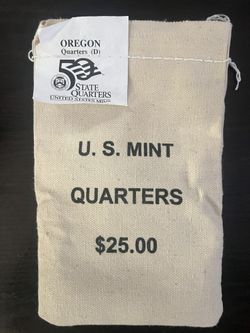 OREGON
Quarters (D)
50
STATE
QUARTERS
UNITED STATES MINT
U. S. MINT
QUARTERS
$25.00